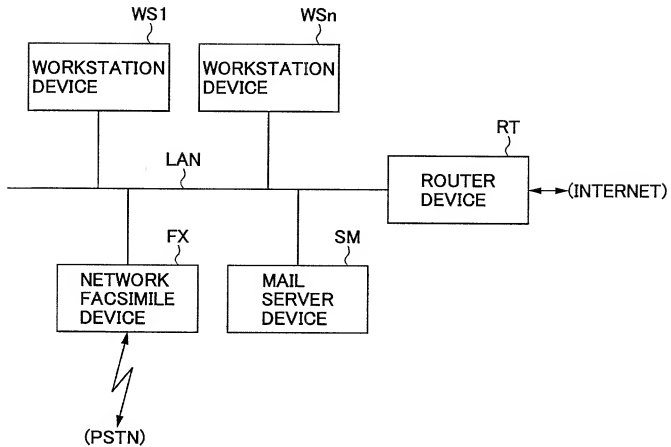 WS1
WSn
WORKSTATION
DEVICE
WORKSTATION
DEVICE
RT
LAN
ROUTER
DEVICE
(INTERNET)
FX
SM
NETWORK
FACSIMILE
DEVICE
MAIL
SERVER
DEVICE
(PSTN)